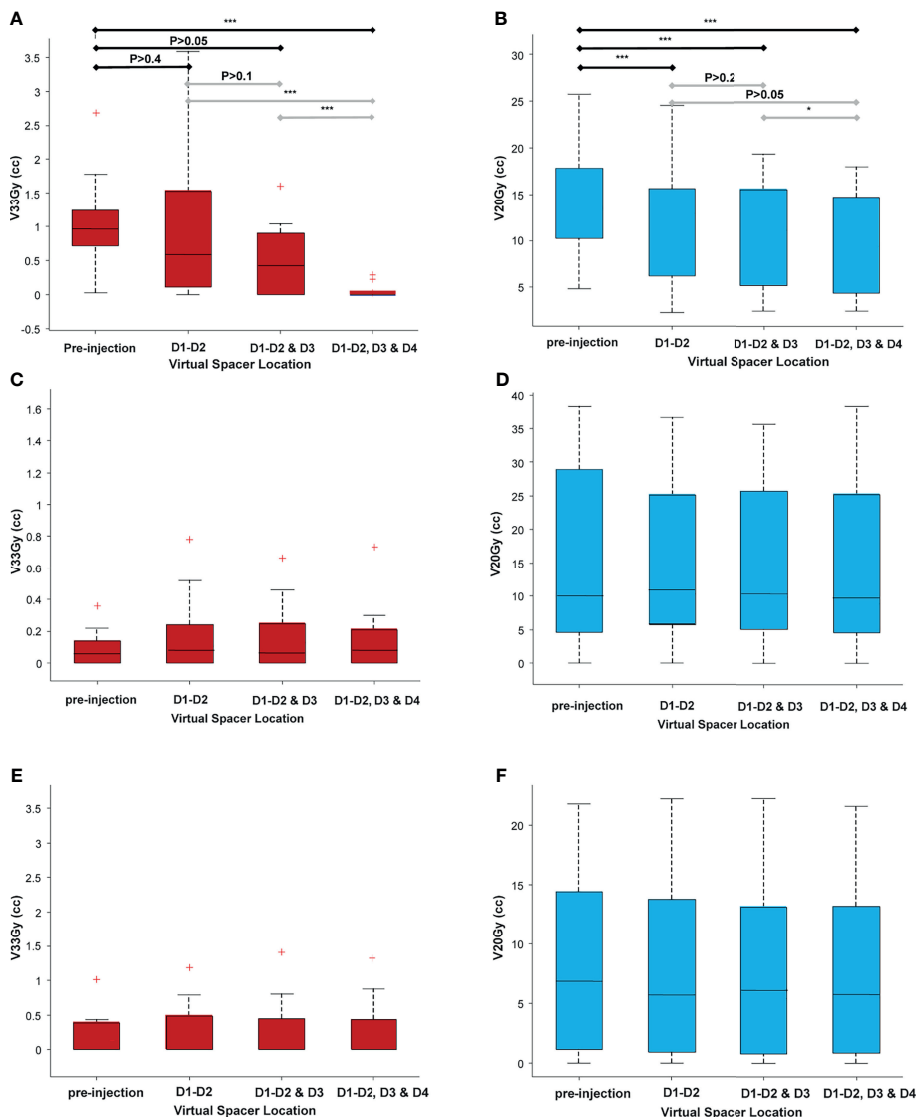 A
***
P>0.05
P>0.4
P>0.1
***
***
3.5
3
2.5
2
1.5
1
0.5
0
-0.5
V33Gy (cc)
Pre-injection
D1-D2
D1-D2 & D3
D1-D2, D3 & D4
Virtual Spacer Location
B
***
***
***
P>0.2
P>0.05
*
30
25
20
15
10
5
V20Gy (cc)
pre-injection
D1-D2
D1-D2 & D3
D1-D2, D3 & D4
Virtual Spacer Location
C
1.6
1.4
1.2
1
0.8
0.4
0.2
0
V33Gy (cc)
pre-injection
D1-D2
D1-D2 & D3
D1-D2, D3 & D4
Virtual Spacer Location
D
40
35
30
25
20
15
10
5
0
V20Gy (cc)
pre-injection
D1-D2
D1-D2 & D3
D1-D2, D3 & D4
Virtual Spacer Location
E
3.5
3
2.5
2
1.5
1
0.5
0
V33Gy (cc)
pre-injection
D1-D2
D1-D2 & D3
D1-D2, D3 & D4
Virtual Spacer Location
F
20
15
10
5
0
V20Gy (cc)
pre-injection
D1-D2
D1-D2 & D3
D1-D2, D3 & D4
Virtual Spacer Location